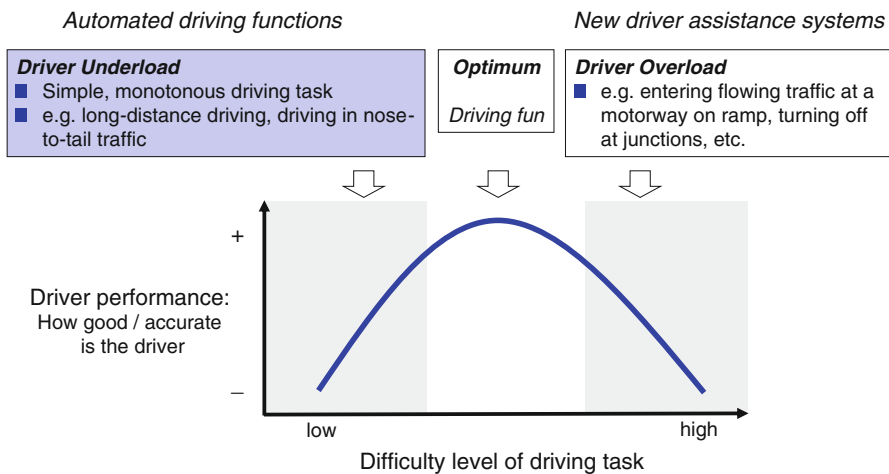 Automated driving functions
New driver assistance systems
Driver Underload
Simple, monotonous driving task
e.g. long-distance driving, driving in nose-
to-tail traffic
Optimum
Driving fun
Driver Overload
e.g. entering flowing traffic at a
motorway on ramp, turning off
at junctions, etc.
+
Driver performance:
How good / accurate
is the driver
–
low
high
Difficulty level of driving task